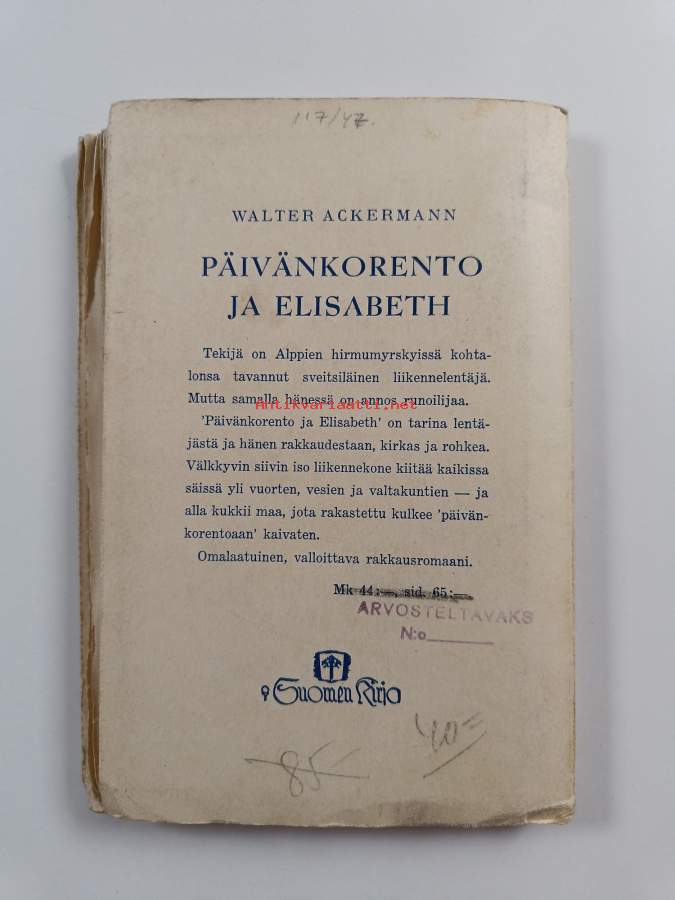 117/47.
WALTER ACKERMANN
PÄIVÄNKORENTO
JA ELISABETH
Tekijä on Alppien hirmumyrskyissä kohta-
lonsa tavannut sveitsiläinen liikennelentäjä.
Mutta samalla hänessä on annos runoilijaa.
Antikvariaatti.net
'Päivänkorento ja Elisabeth' on tarina lentä-
jästä ja hänen rakkaudestaan, kirkas ja rohkea.
Välkkyvin siivin iso liikennekone kiitää kaikissa
säissä yli vuorten, vesien ja valtakuntien — ja
alla kukkii maa, jota rakastettu kulkee 'päivän-
korentoaan' kaivaten.
Omalaatuinen, valloittava rakkausromaani.
Mk 44:—, sid. 65:—
ARVOSTELTAVAKS
N:o
Suomen Kirja
40=
85